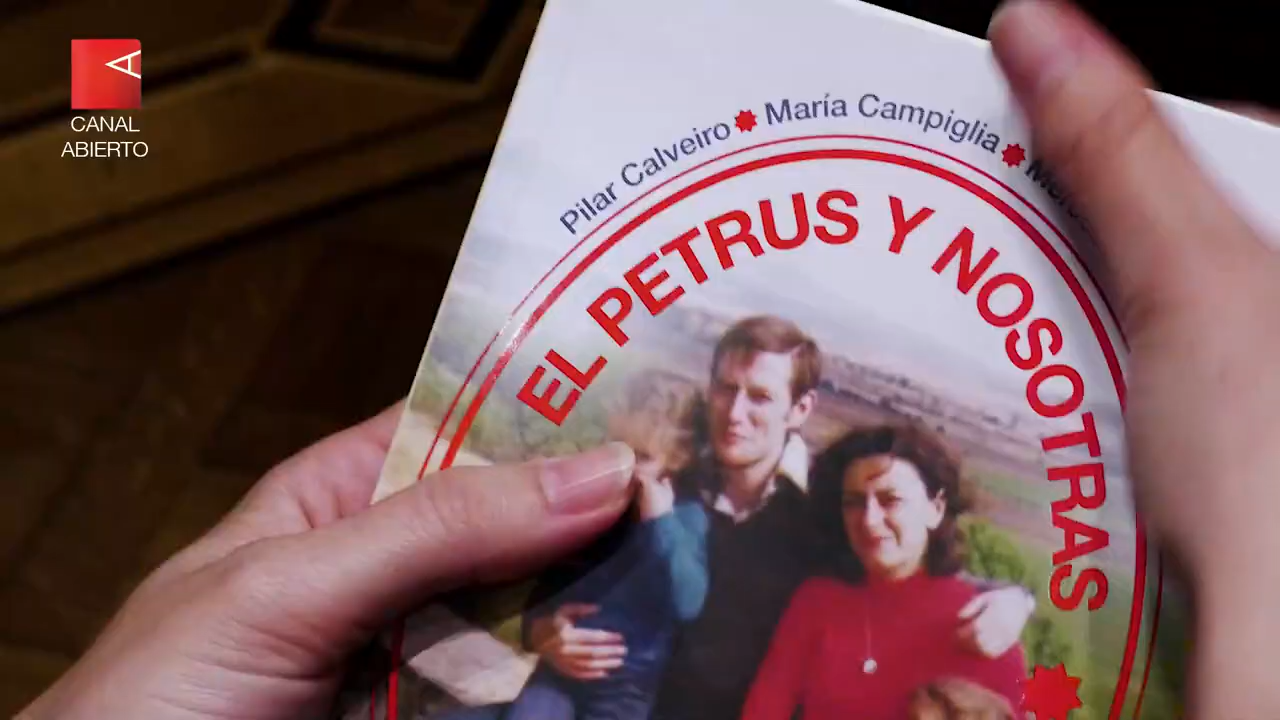 CANAL
ABIERTO
Pilar Calveiro María Campiglia
EL PETRUS Y NOSOTRAS